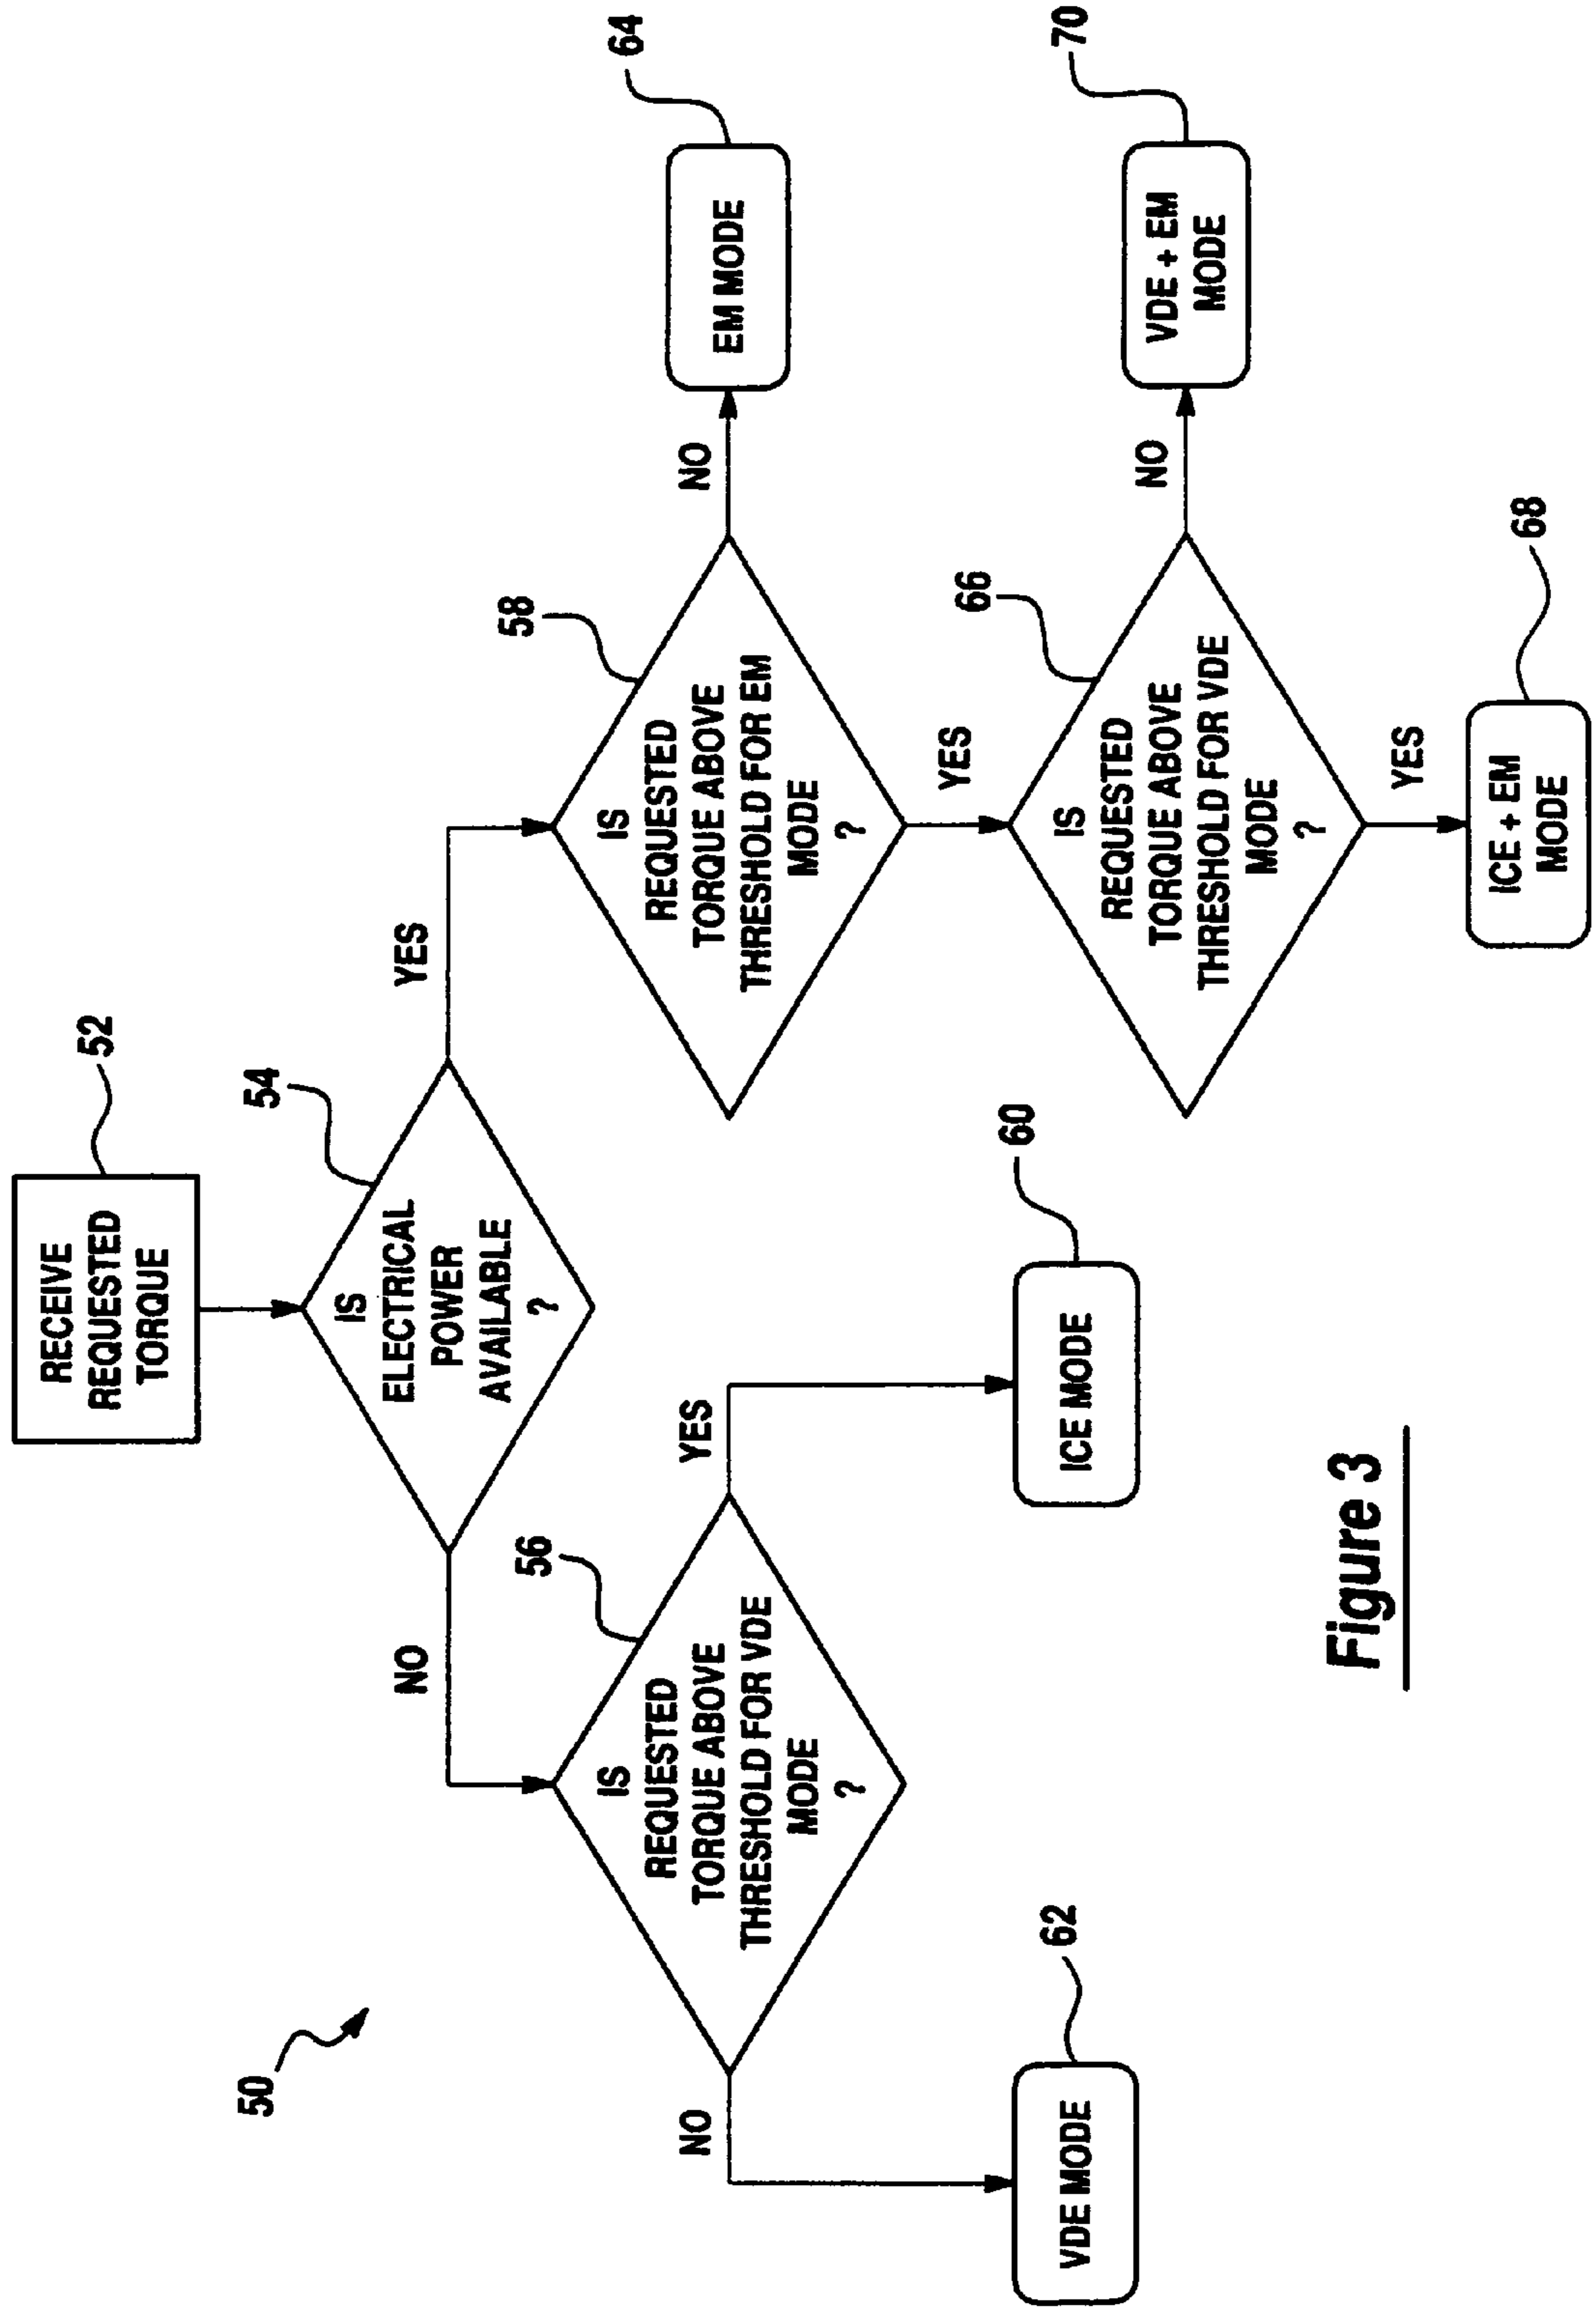 50
RECEIVE
REQUESTED
TORQUE
52
IS
ELECTRICAL
POWER
AVAILABLE
?
54
NO
YES
IS
REQUESTED
TORQUE ABOVE
THRESHOLD FOR VDE
MODE
?
56
NO
YES
VDE MODE
62
ICE MODE
60
IS
REQUESTED
TORQUE ABOVE
THRESHOLD FOR EM
MODE
?
58
NO
EM MODE
64
YES
IS
REQUESTED
TORQUE ABOVE
THRESHOLD FOR VDE
MODE
?
66
NO
VDE + EM
MODE
70
YES
ICE + EM
MODE
68
Figure 3